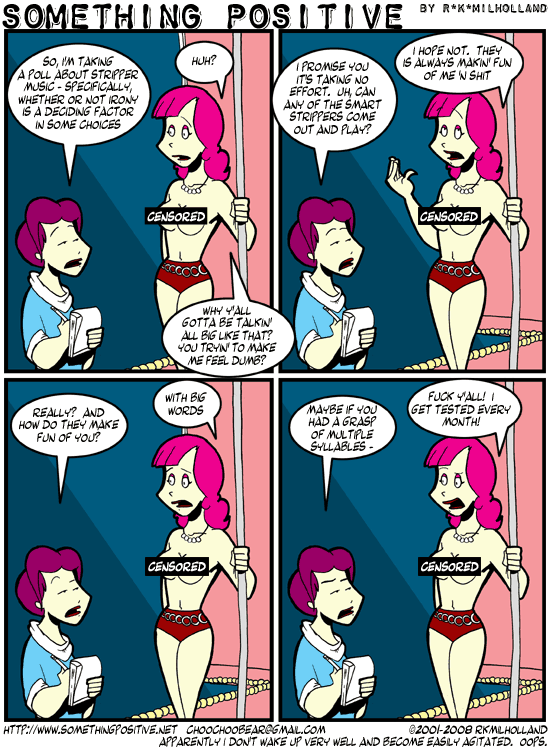 SOMETHING POSITIVE
BY R*K*MILHOLLAND
SO, I'M TAKING
A POLL ABOUT STRIPPER
MUSIC - SPECIFICALLY,
WHETHER OR NOT IRONY
IS A DECIDING FACTOR
IN SOME CHOICES
HUH?
CENSORED
WHY Y'ALL
GOTTA BE TALKIN'
ALL BIG LIKE THAT?
YOU TRYIN' TO MAKE
ME FEEL DUMB?
I PROMISE YOU
IT'S TAKING NO
EFFORT. UH, CAN
ANY OF THE SMART
STRIPPERS COME
OUT AND PLAY?
I HOPE NOT. THEY
IS ALWAYS MAKIN' FUN
OF ME 'N SHIT
CENSORED
REALLY? AND
HOW DO THEY MAKE
FUN OF YOU?
WITH BIG
WORDS
CENSORED
MAYBE IF YOU
HAD A GRASP
OF MULTIPLE
SYLLABLES -
FUCK Y'ALL! I
GET TESTED EVERY
MONTH!
CENSORED
HTTP://WWW.SOMETHINGPOSITIVE.NET CHOOCHOOBEAR@GMAIL.COM ©2001-2008 RKMILHOLLAND
APPARENTLY I DON'T WAKE UP VERY WELL AND BECOME EASILY AGITATED. OOPS.